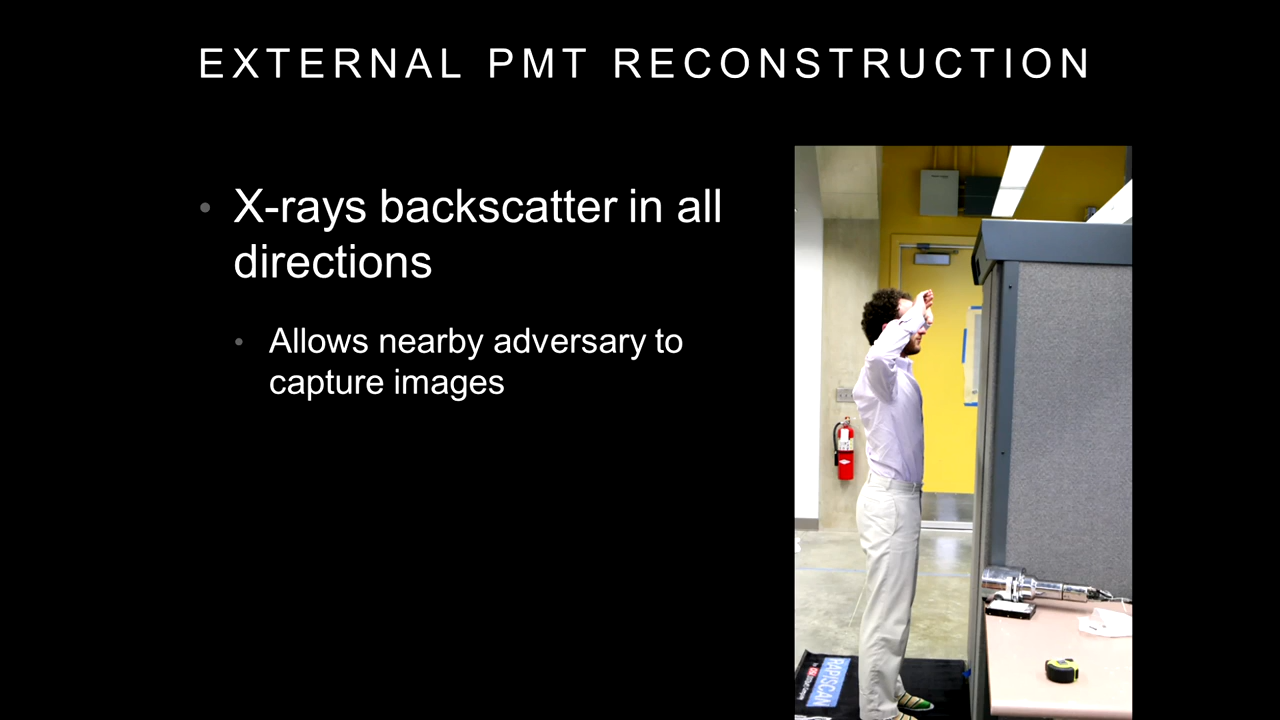 EXTERNAL PMT RECONSTRUCTION
X-rays backscatter in all
directions
Allows nearby adversary to
capture images
RAPISCAN